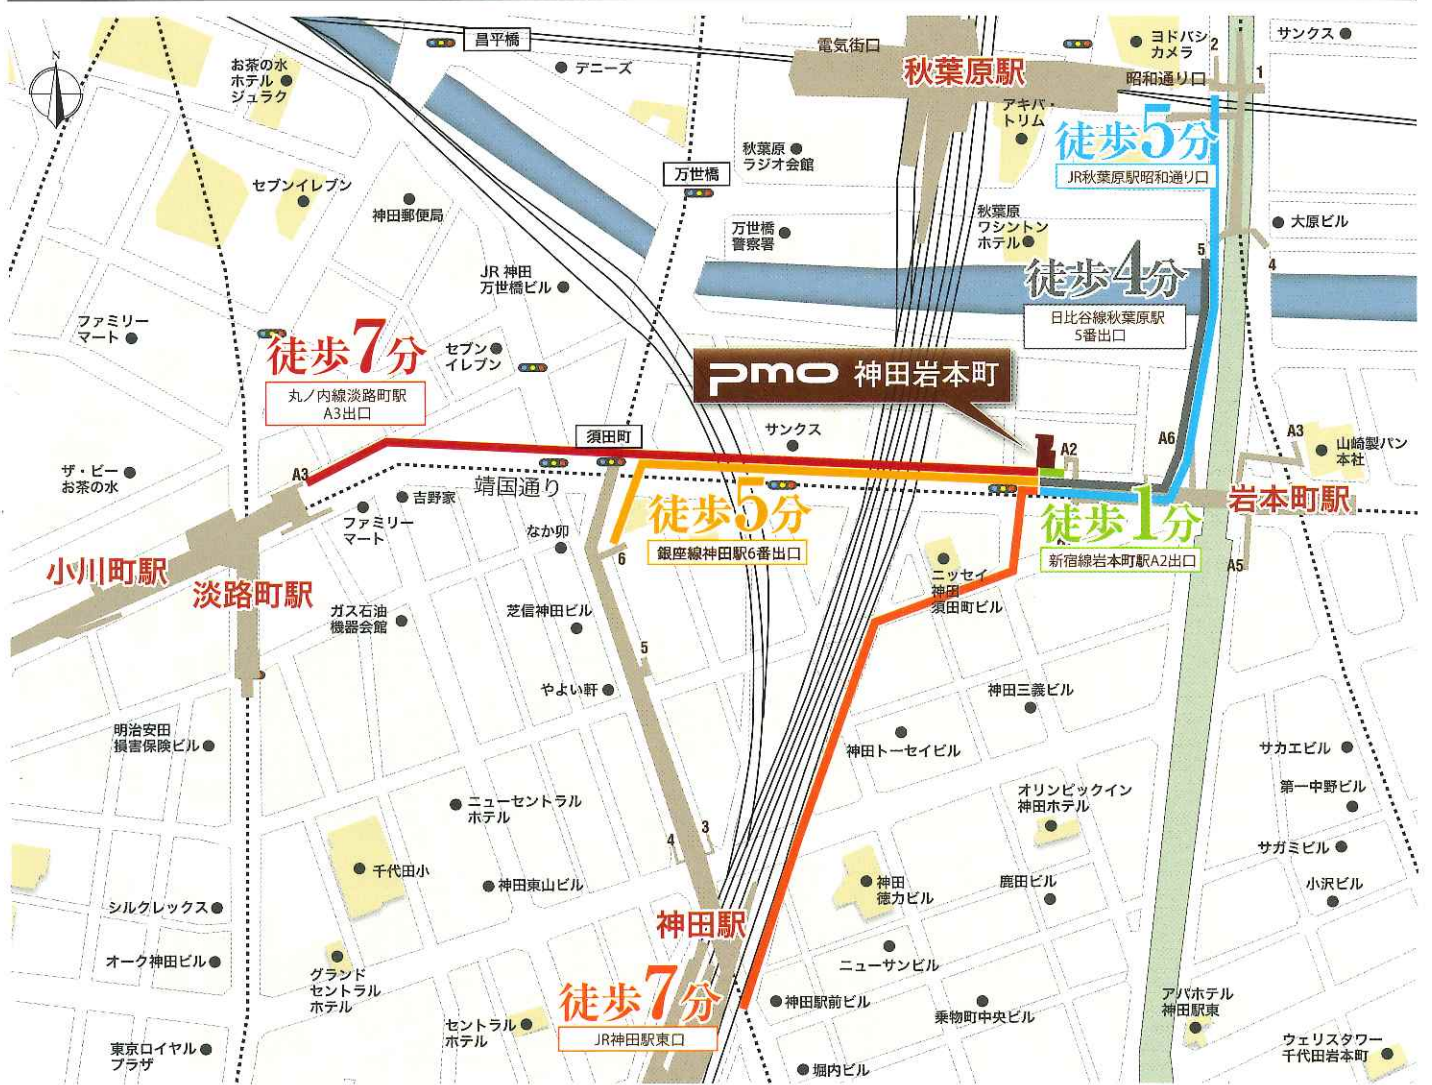 昌平橋
N
お茶の水
ホテル
ジュラク
デニーズ
電気街口
秋葉原駅
ヨドバシ
カメラ
2
サンクス
昭和通り口
1
アキバ・
トリム
徒歩5分
JR秋葉原駅昭和通り口
秋葉原
ラジオ会館
万世橋
セブンイレブン
神田郵便局
万世橋
警察署
秋葉原
ワシントン
ホテル
大原ビル
5
4
JR 神田
万世橋ビル
徒歩4分
日比谷線秋葉原駅
5番出口
ファミリー
マート
徒歩7分
丸ノ内線淡路町駅
A3出口
セブン
イレブン
pmo 神田岩本町
須田町
サンクス
A2
A6
A3
山崎製パン
本社
ザ・ビー
お茶の水
A3
靖国通り
吉野家
ファミリー
マート
なか卯
徒歩5分
銀座線神田駅6番出口
岩本町駅
徒歩1分
新宿線岩本町駅A2出口
A5
6
小川町駅
淡路町駅
ニッセイ
神田
須田町ビル
ガス石油
機器会館
芝信神田ビル
5
やよい軒
神田三義ビル
明治安田
損害保険ビル
神田トーセイビル
サカエビル
第一中野ビル
オリンピックイン
神田ホテル
ニューセントラル
ホテル
3
4
サガミビル
千代田小
神田東山ビル
神田
徳力ビル
鹿田ビル
小沢ビル
シルクレックス
神田駅
オーク神田ビル
ニューサンビル
グランド
セントラル
ホテル
徒歩7分
JR神田駅東口
神田駅前ビル
乗物町中央ビル
アパホテル
神田駅東
セントラル
ホテル
東京ロイヤル
プラザ
堀内ビル
ウェリスタワー
千代田岩本町